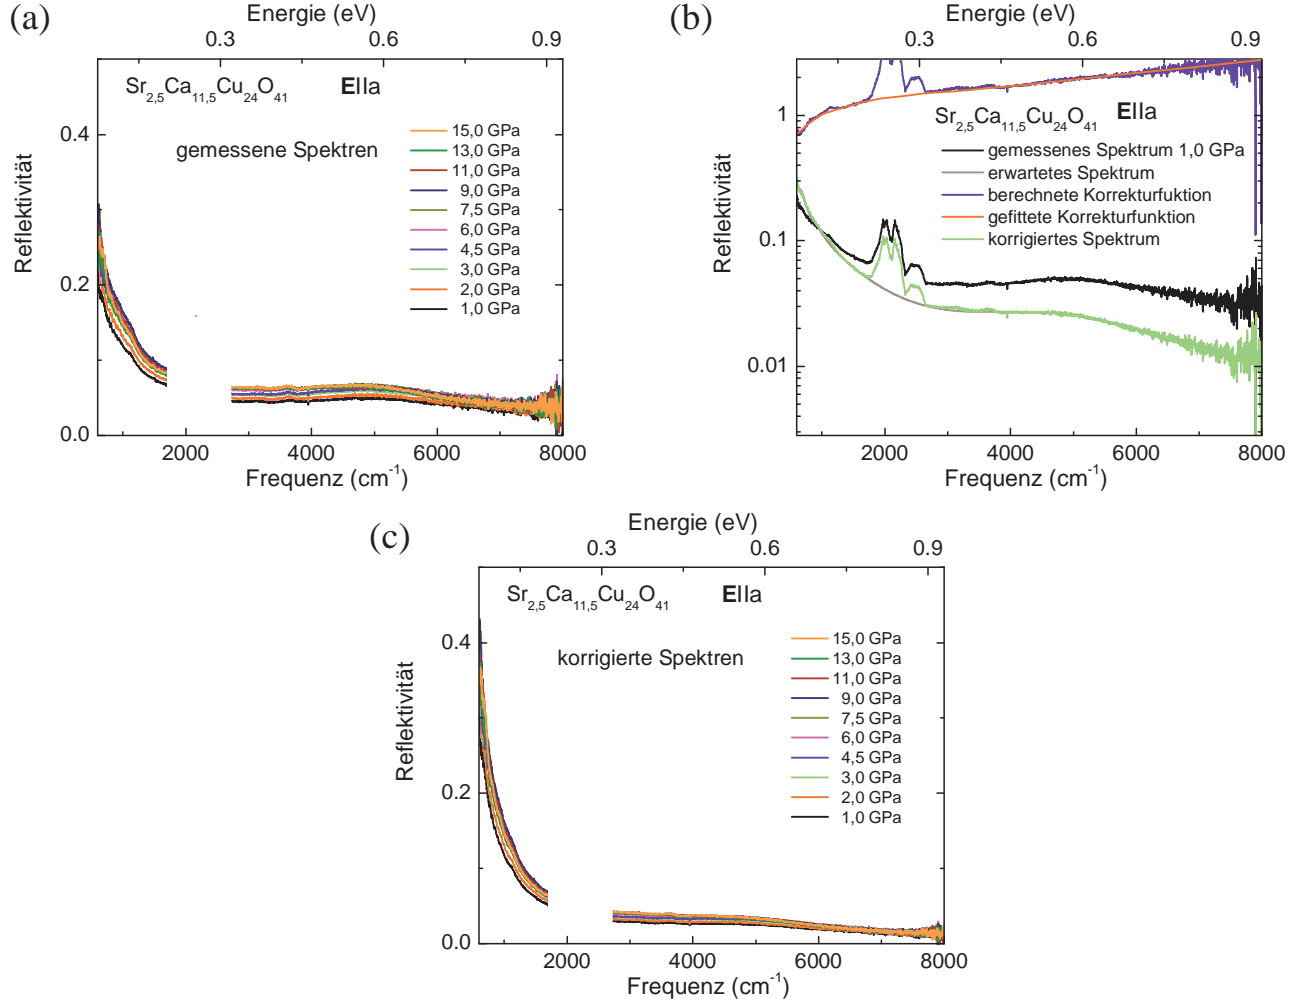 (a)
Energie (eV)
0.3 0.6 0.9
Sr2,5Ca11,5Cu24O41 EIIa
gemessene Spektren
15,0 GPa
13,0 GPa
11,0 GPa
9,0 GPa
7,5 GPa
6,0 GPa
4,5 GPa
3,0 GPa
2,0 GPa
1,0 GPa
Reflektivität
0.4
0.2
0.0
2000 4000 6000 8000
Frequenz (cm-1)
(b)
Energie (eV)
0.3 0.6 0.9
Sr2,5Ca11,5Cu24O41 EIIa
gemessenes Spektrum 1,0 GPa
erwartetes Spektrum
berechnete Korrekturfuktion
gefittete Korrekturfunktion
korrigiertes Spektrum
Reflektivität
1
0.1
0.01
2000 4000 6000 8000
Frequenz (cm-1)
(c)
Energie (eV)
0.3 0.6 0.9
Sr2,5Ca11,5Cu24O41 EIIa
korrigierte Spektren
15,0 GPa
13,0 GPa
11,0 GPa
9,0 GPa
7,5 GPa
6,0 GPa
4,5 GPa
3,0 GPa
2,0 GPa
1,0 GPa
Reflektivität
0.4
0.2
0.0
2000 4000 6000 8000
Frequenz (cm-1)